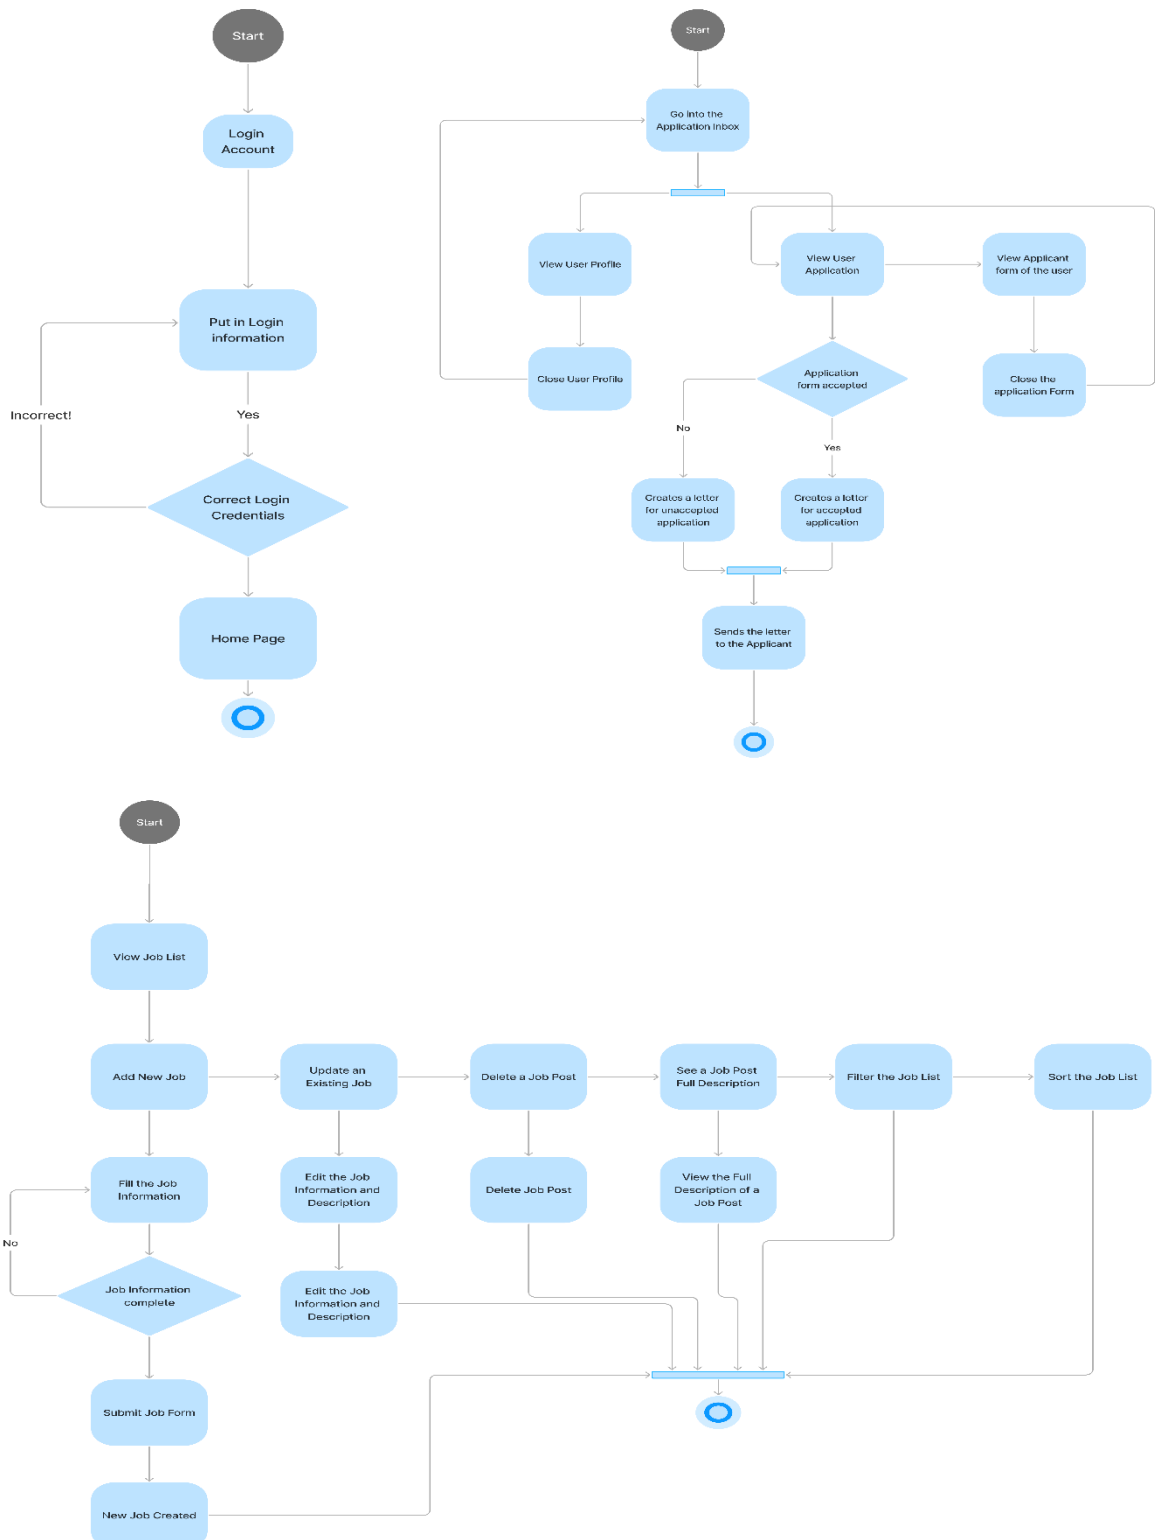 Start
Login
Account
Put in Login
information
Incorrect!
Yes
Correct Login
Credentials
Home Page
Start
Go into the
Application Inbox
View User Profile
View User
Application
View Applicant
form of the user
Close User Profile
Application
form accepted
Close the
application Form
No
Yes
Creates a letter
for unaccepted
application
Creates a letter
for accepted
application
Sends the letter
to the Applicant
Start
View Job List
Add New Job
Update an
Existing Job
Delete a Job Post
See a Job Post
Full Description
Filter the Job List
Sort the Job List
Fill the Job
Information
Edit the Job
Information and
Description
Delete Job Post
View the Full
Description of a
Job Post
No
Job Information
complete
Edit the Job
Information and
Description
Submit Job Form
New Job Created